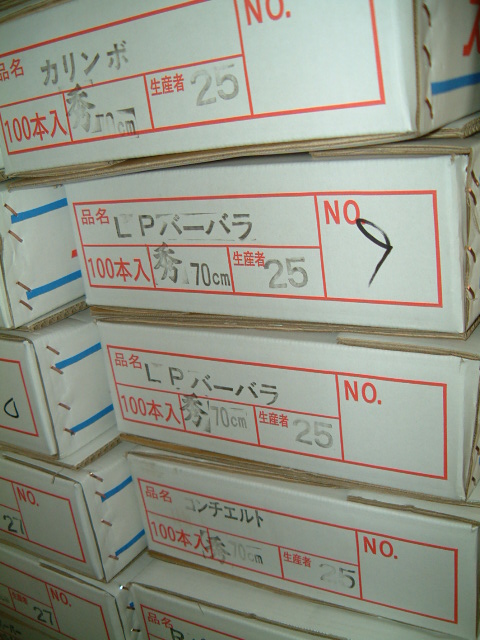 品名 カリンボ
100本入 秀 70cm 生産者 25 NO.
品名 LPバーバラ
100本入 秀 70cm 生産者 25 NO. 9
品名 LPバーバラ
100本入 秀 70cm 生産者 25 NO.
品名 コンチエルト
100本入 秀 70cm 生産者 25 NO.
27 NO.
27 NO.